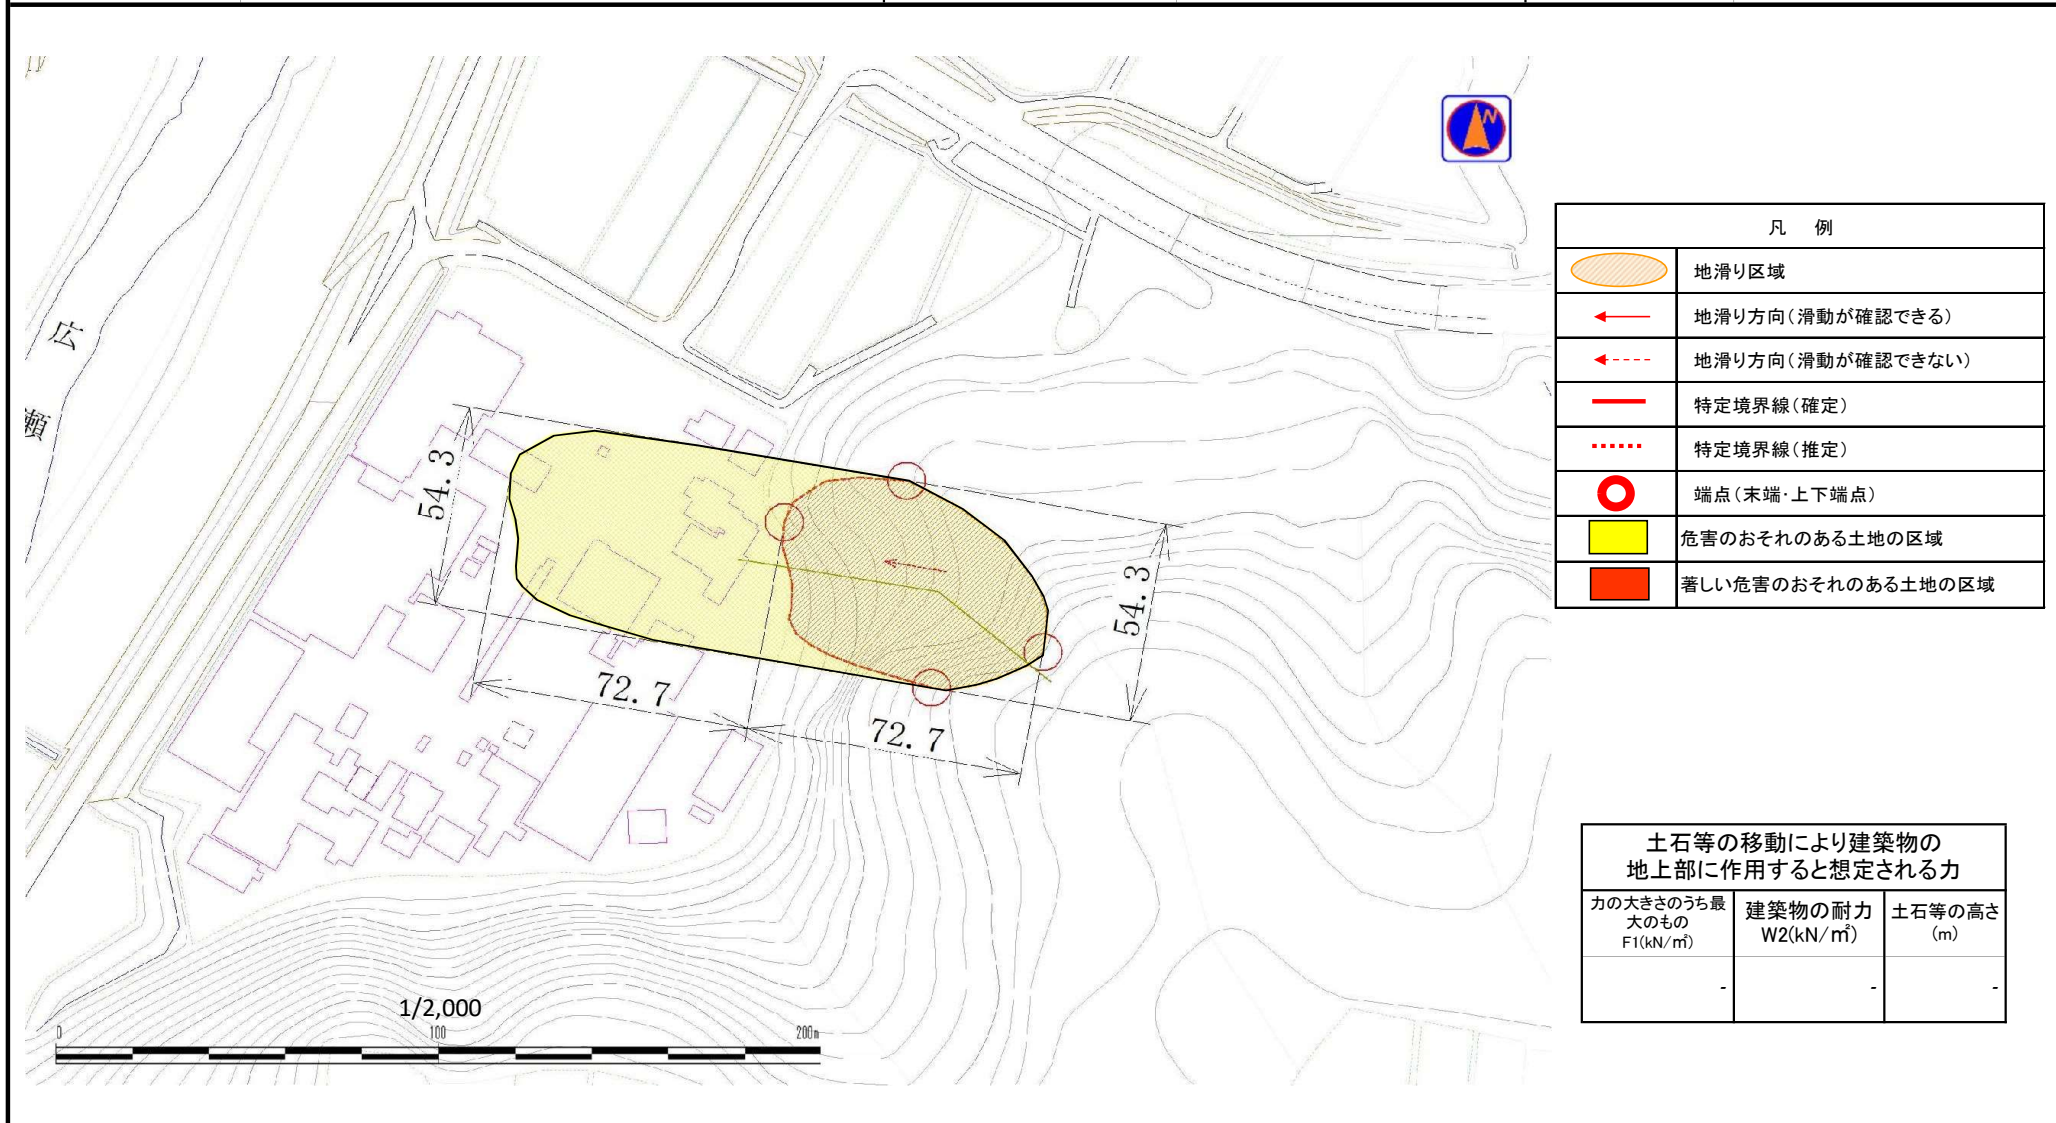 N
広
瀬
54.3
72.7
72.7
54.3
1/2,000
0 100 200m
凡 例
地滑り区域
地滑り方向(滑動が確認できる)
地滑り方向(滑動が確認できない)
特定境界線(確定)
特定境界線(推定)
端点(末端・上下端点)
危害のおそれのある土地の区域
著しい危害のおそれのある土地の区域
土石等の移動により建築物の
地上部に作用すると想定される力
力の大きさのうち最
大のもの
F1(kN/㎡)
建築物の耐力
W2(kN/㎡)
土石等の高さ
(m)
- - -